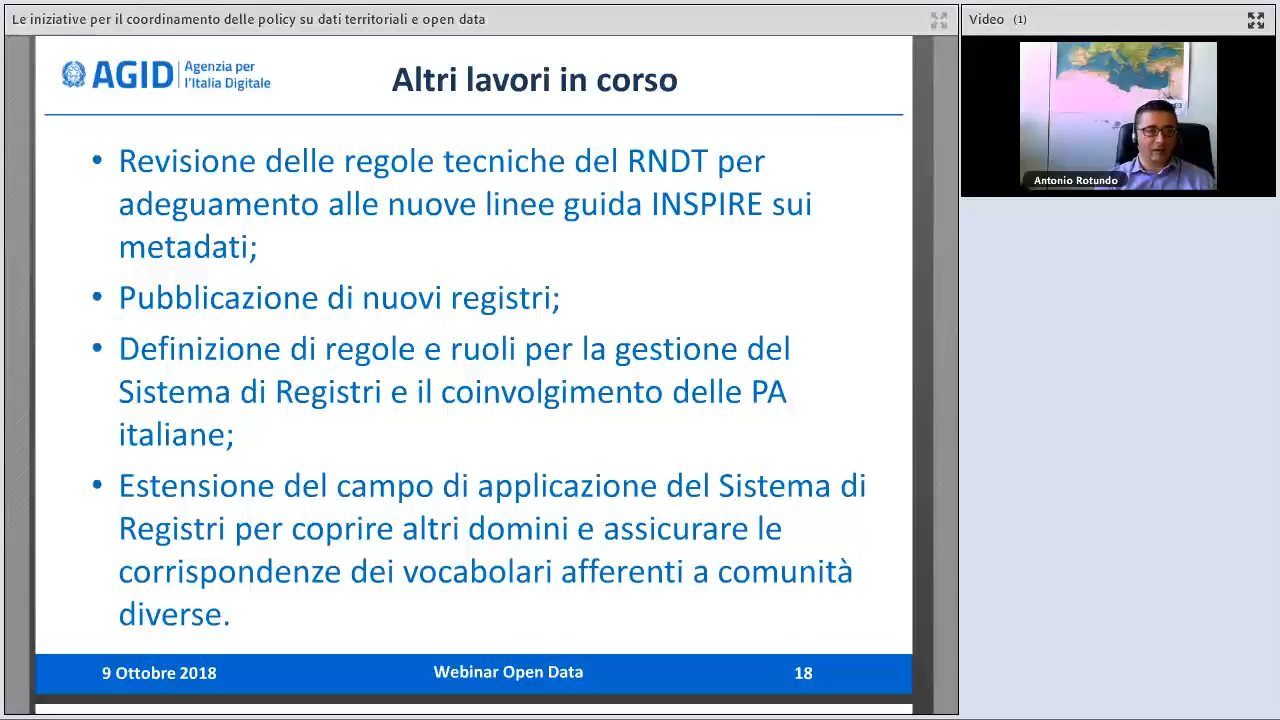 Le iniziative per il coordinamento delle policy su dati territoriali e open data
Video (1)
AGID
Agenzia per
l'Italia Digitale
Altri lavori in corso
Antonio Rotundo
• Revisione delle regole tecniche del RNDT per
adeguamento alle nuove linee guida INSPIRE sui
metadati;
• Pubblicazione di nuovi registri;
• Definizione di regole e ruoli per la gestione del
Sistema di Registri e il coinvolgimento delle PA
italiane;
• Estensione del campo di applicazione del Sistema di
Registri per coprire altri domini e assicurare le
corrispondenze dei vocabolari afferenti a comunità
diverse.
9 Ottobre 2018
Webinar Open Data
18